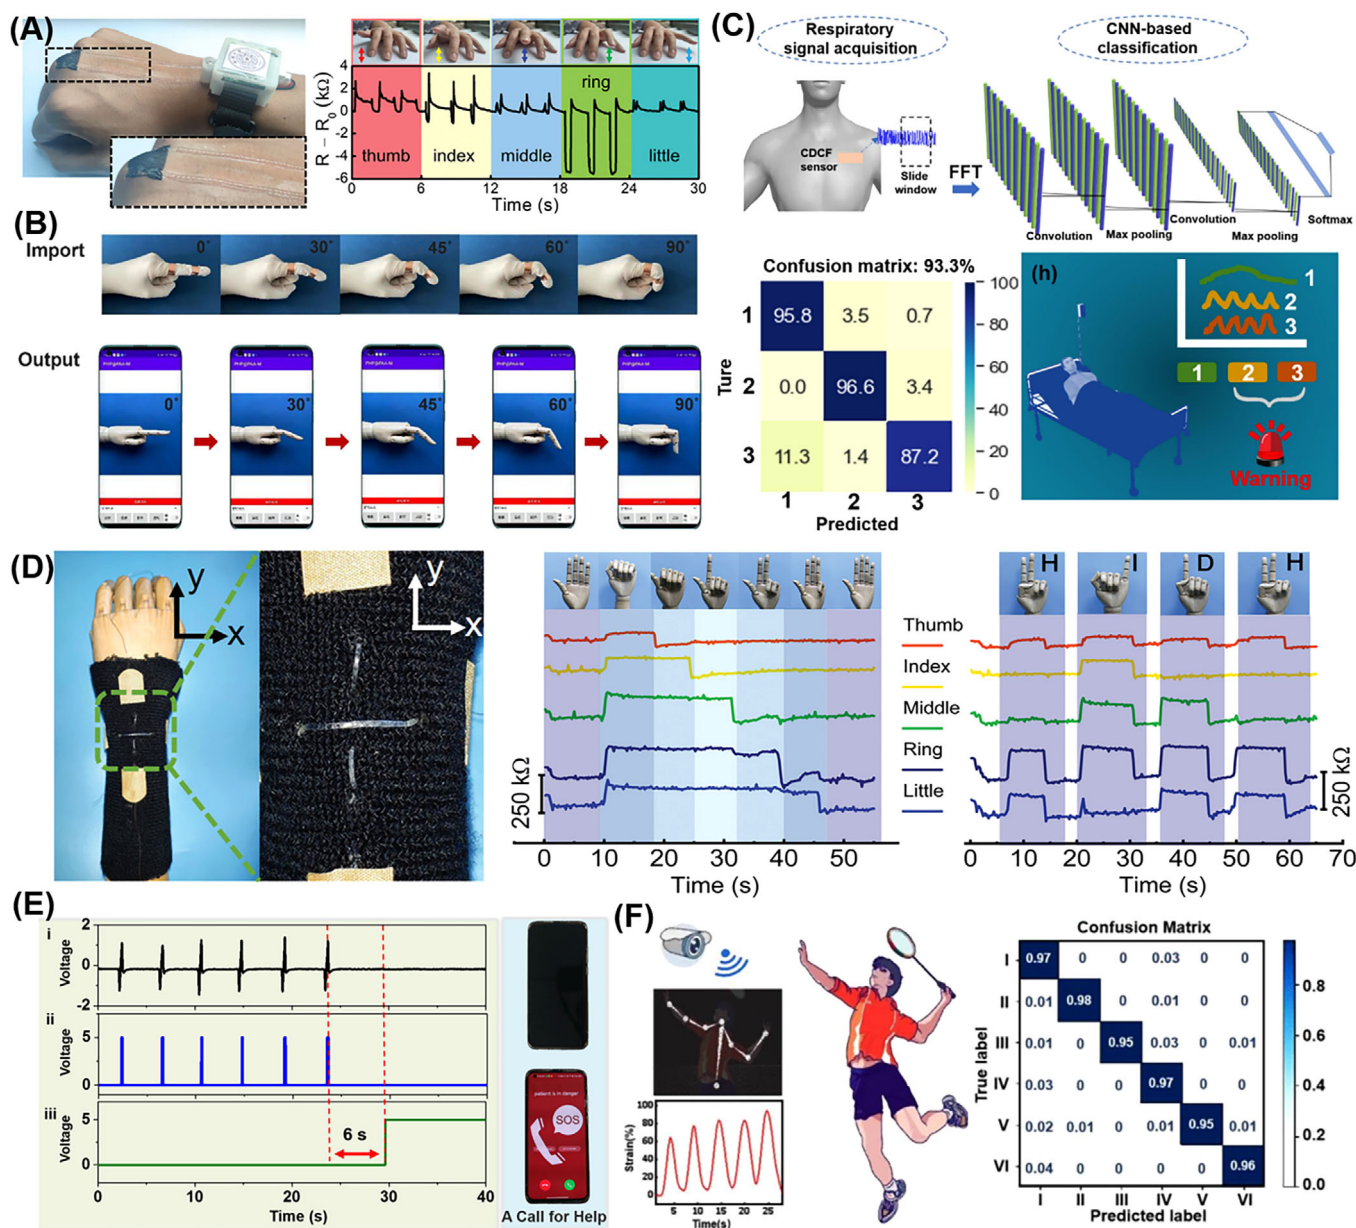 (A)
4
2
0
-2
-4
-6
R − R₀ (kΩ)
thumb
index
middle
ring
little
0
6
12
18
24
30
Time (s)
(B)
Import
0°
30°
45°
60°
90°
Output
0°
30°
45°
60°
90°
(C)
Respiratory
signal acquisition
CNN-based
classification
CDCF
sensor
Slide
window
FFT
Convolution
Max pooling
Convolution
Max pooling
Softmax
Confusion matrix: 93.3%
Ture
1
95.8
3.5
0.7
2
0.0
96.6
3.4
3
11.3
1.4
87.2
1
2
3
Predicted
100
80
60
40
20
0
(h)
1
2
3
1
2
3
Warning
(D)
y
x
y
x
250 kΩ
0
10
20
30
40
50
Time (s)
Thumb
Index
Middle
Ring
Little
H
I
D
H
250 kΩ
0
10
20
30
40
50
60
70
Time (s)
(E)
i
Voltage
2
0
-2
0
10
20
30
40
ii
Voltage
5
0
iii
Voltage
5
0
6 s
0
10
20
30
40
Time (s)
patient is in danger
SOS
A Call for Help
(F)
Strain(%)
100
80
60
40
20
0
5
10
15
20
25
Time(s)
Confusion Matrix
True label
I
0.97
0
0
0.03
0
0
II
0.01
0.98
0
0.01
0
0
III
0.01
0
0.95
0.03
0
0.01
IV
0.03
0
0
0.97
0
0
V
0.02
0.01
0
0.01
0.95
0.01
VI
0.04
0
0
0
0
0.96
I
II
III
IV
V
VI
Predicted label
0.8
0.6
0.4
0.2
0.0